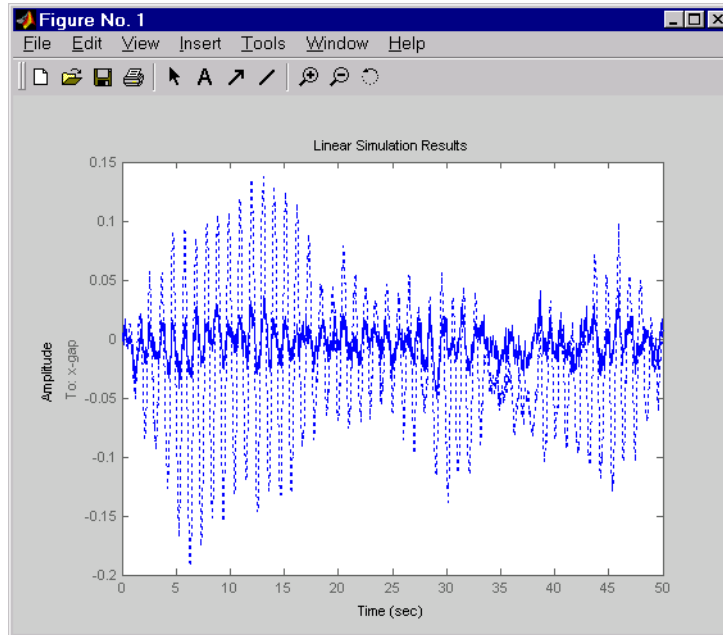 Figure No. 1
File Edit View Insert Tools Window Help
A
Linear Simulation Results
Amplitude
To: x-gap
0.15
0.1
0.05
0
-0.05
-0.1
-0.15
-0.2
0 5 10 15 20 25 30 35 40 45 50
Time (sec)